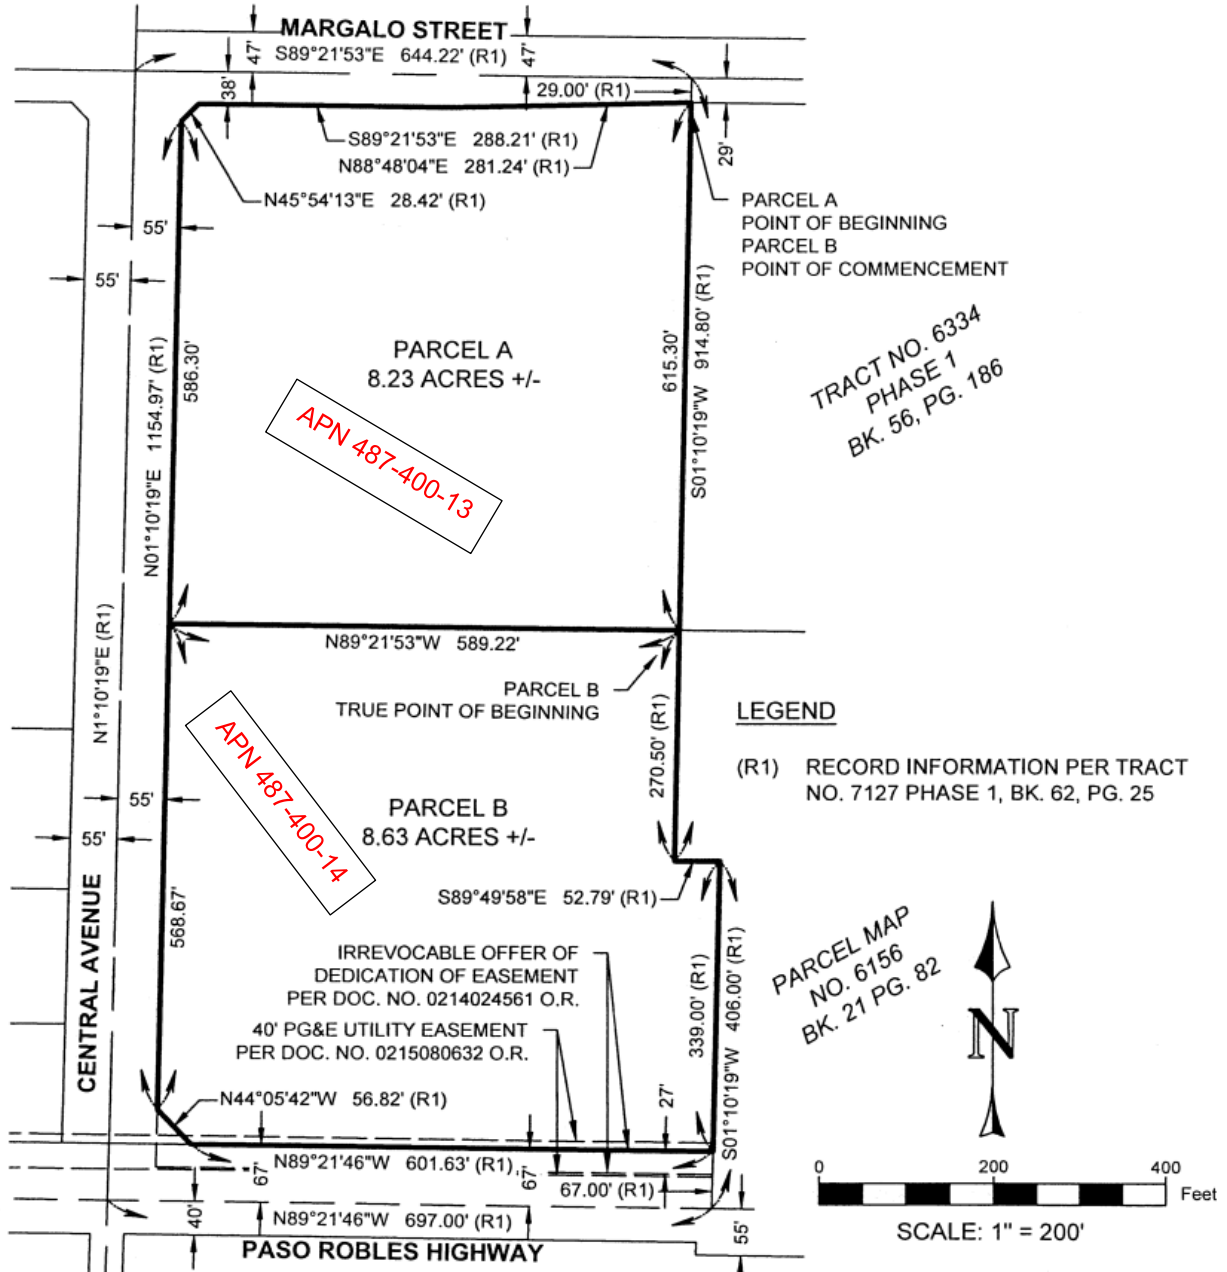 MARGALO STREET
S89°21'53"E 644.22' (R1)
47'
47'
38'
29.00' (R1)
29'
S89°21'53"E 288.21' (R1)
N88°48'04"E 281.24' (R1)
N45°54'13"E 28.42' (R1)
PARCEL A
POINT OF BEGINNING
PARCEL B
POINT OF COMMENCEMENT
55'
55'
N01°10'19"E 1154.97' (R1)
586.30'
PARCEL A
8.23 ACRES +/-
APN 487-400-13
615.30'
S01°10'19"W 914.80' (R1)
TRACT NO. 6334
PHASE 1
BK. 56, PG. 186
N89°21'53"W 589.22'
PARCEL B
TRUE POINT OF BEGINNING
N1°10'19"E (R1)
270.50' (R1)
LEGEND
(R1) RECORD INFORMATION PER TRACT
NO. 7127 PHASE 1, BK. 62, PG. 25
APN 487-400-14
PARCEL B
8.63 ACRES +/-
55'
55'
S89°49'58"E 52.79' (R1)
568.67'
CENTRAL AVENUE
IRREVOCABLE OFFER OF
DEDICATION OF EASEMENT
PER DOC. NO. 0214024561 O.R.
40' PG&E UTILITY EASEMENT
PER DOC. NO. 0215080632 O.R.
339.00' (R1)
S01°10'19"W 406.00' (R1)
PARCEL MAP
NO. 6156
BK. 21 PG. 82
N
N44°05'42"W 56.82' (R1)
27'
N89°21'46"W 601.63' (R1)
67'
67'
67.00' (R1)
40'
N89°21'46"W 697.00' (R1)
55'
PASO ROBLES HIGHWAY
0 200 400
Feet
SCALE: 1" = 200'